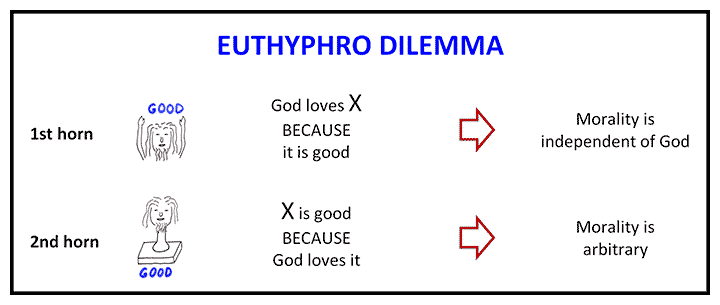 EUTHYPHRO DILEMMA
1st horn
GOOD
God loves X
BECAUSE
it is good
Morality is
independent of God
2nd horn
GOOD
X is good
BECAUSE
God loves it
Morality is
arbitrary